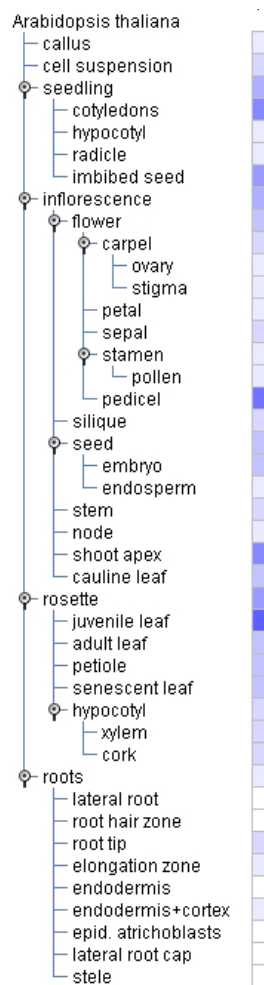 Arabidopsis thaliana
callus
cell suspension
seedling
cotyledons
hypocotyl
radicle
imbibed seed
inflorescence
flower
carpel
ovary
stigma
petal
sepal
stamen
pollen
pedicel
silique
seed
embryo
endosperm
stem
node
shoot apex
cauline leaf
rosette
juvenile leaf
adult leaf
petiole
senescent leaf
hypocotyl
xylem
cork
roots
lateral root
root hair zone
root tip
elongation zone
endodermis
endodermis+cortex
epid. atrichoblasts
lateral root cap
stele